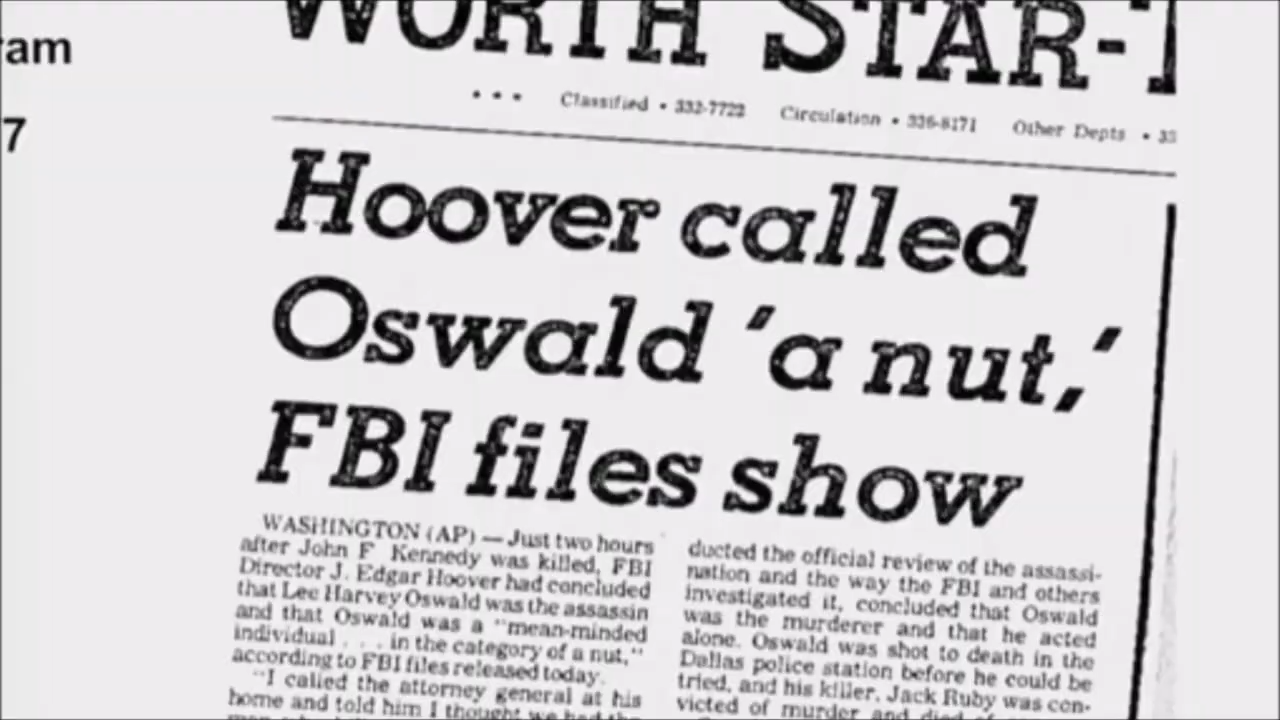 ram
7
WORTH STAR-T
• • • Classified • 332-7722 Circulation • 336-8171 Other Depts • 33
Hoover called
Oswald 'a nut,'
FBI files show
WASHINGTON (AP) — Just two hours
after John F Kennedy was killed, FBI
Director J. Edgar Hoover had concluded
that Lee Harvey Oswald was the assassin
and that Oswald was a "mean-minded
individual . . . in the category of a nut,"
according to FBI files released today.
"I called the attorney general at his
home and told him I thought we had the
ducted the official review of the assassi-
nation and the way the FBI and others
investigated it, concluded that Oswald
was the murderer and that he acted
alone. Oswald was shot to death in the
Dallas police station before he could be
tried, and his killer, Jack Ruby was con-
victed of murder and died of